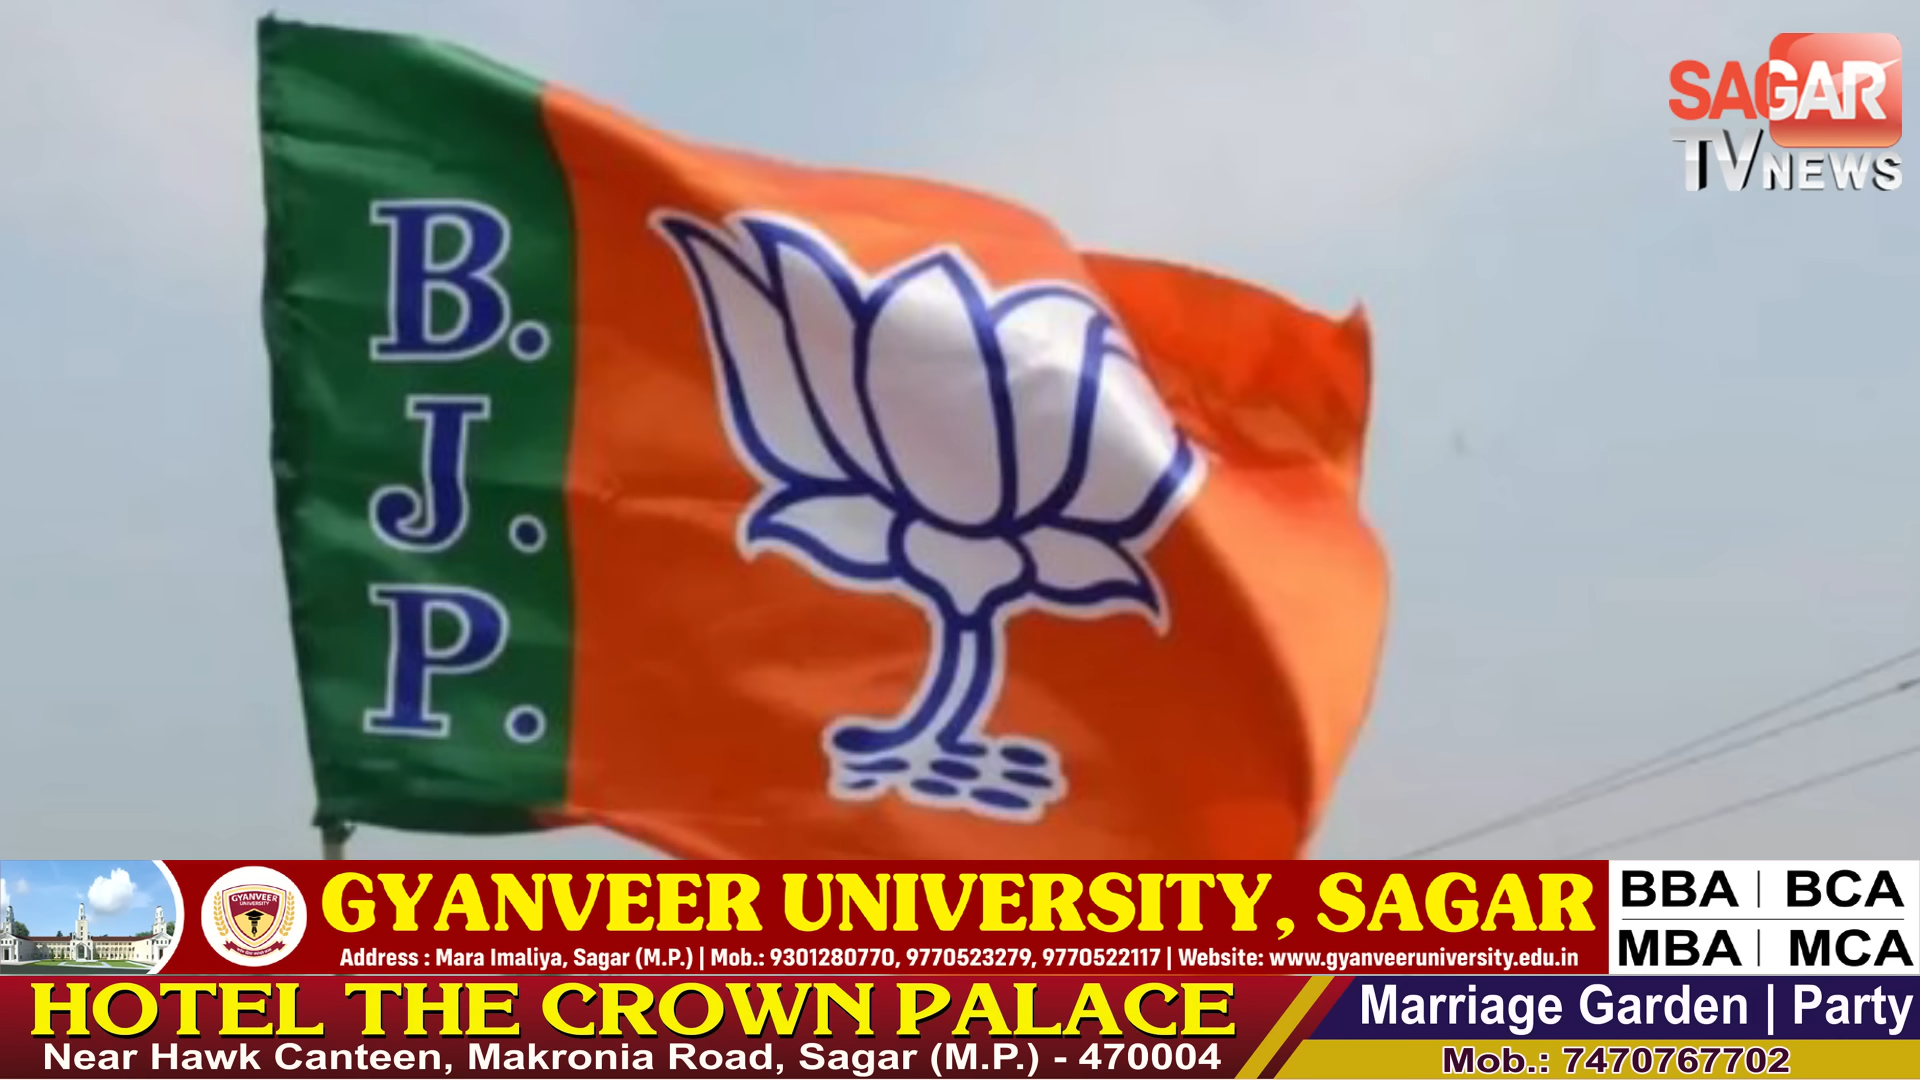 SAGAR
TV NEWS
B.
J.
P.
GYANVEER UNIVERSITY
GYANVEER UNIVERSITY, SAGAR
Address : Mara Imaliya, Sagar (M.P.) | Mob.: 9301280770, 9770523279, 9770522117 | Website: www.gyanveeruniversity.edu.in
BBA | BCA
MBA | MCA
HOTEL THE CROWN PALACE
Near Hawk Canteen, Makronia Road, Sagar (M.P.) - 470004
Marriage Garden | Party
Mob.: 7470767702